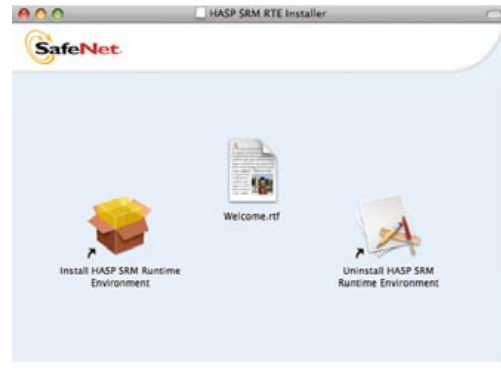 HASP SRM RTE Installer
SafeNet.
Welcome.rtf
Install HASP SRM Runtime
Environment
Uninstall HASP SRM
Runtime Environment